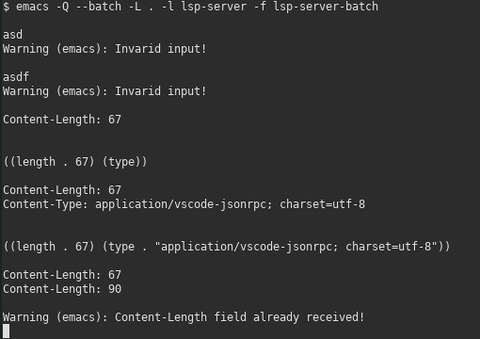 $ emacs -Q --batch -L . -l lsp-server -f lsp-server-batch
asd
Warning (emacs): Invarid input!
asdf
Warning (emacs): Invarid input!
Content-Length: 67
((length . 67) (type))
Content-Length: 67
Content-Type: application/vscode-jsonrpc; charset=utf-8
((length . 67) (type . "application/vscode-jsonrpc; charset=utf-8"))
Content-Length: 67
Content-Length: 90
Warning (emacs): Content-Length field already received!